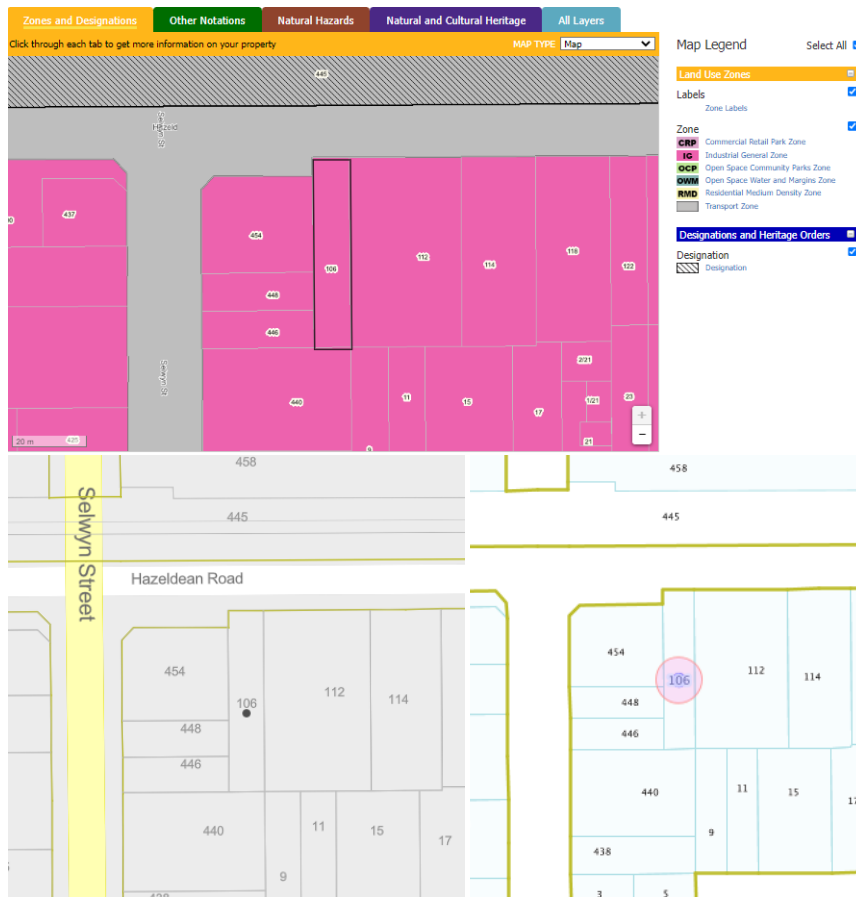 Zones and Designations
Other Notations
Natural Hazards
Natural and Cultural Heritage
All Layers
Click through each tab to get more information on your property
MAP TYPE
Map
Map Legend
Select All
Land Use Zones
Labels
Zone Labels
Zone
CRP Commercial Retail Park Zone
IG Industrial General Zone
OCP Open Space Community Parks Zone
OWM Open Space Water and Margins Zone
RMD Residential Medium Density Zone
Transport Zone
Designations and Heritage Orders
Designation
Designation
445
Selwyn St
437
454
106
112
114
116
122
448
446
440
11
15
17
2/21
1/21
21
23
9
Selwyn St
20 m
+
−
458
445
Selwyn Street
Hazeldean Road
454
106
112
114
448
446
440
11
15
17
9
438
458
445
454
106
112
114
448
446
440
11
15
9
438
3
5